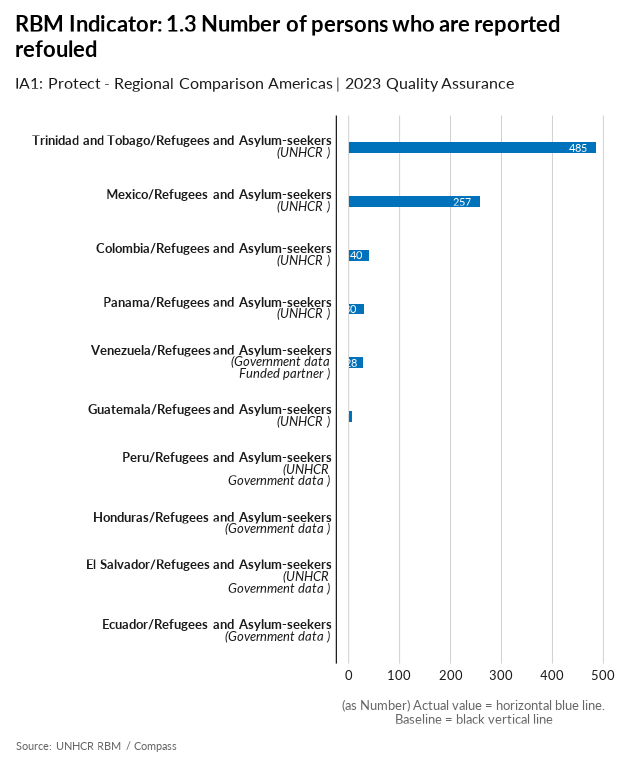 RBM Indicator: 1.3 Number of persons who are reported
refouled
IA1: Protect - Regional Comparison Americas | 2023 Quality Assurance
Trinidad and Tobago/Refugees and Asylum-seekers
(UNHCR )
485
Mexico/Refugees and Asylum-seekers
(UNHCR )
257
Colombia/Refugees and Asylum-seekers
(UNHCR )
40
Panama/Refugees and Asylum-seekers
(UNHCR )
Venezuela/Refugees and Asylum-seekers
(Government data
Funded partner )
28
Guatemala/Refugees and Asylum-seekers
(UNHCR )
Peru/Refugees and Asylum-seekers
(UNHCR
Government data )
Honduras/Refugees and Asylum-seekers
(Government data )
El Salvador/Refugees and Asylum-seekers
(UNHCR
Government data )
Ecuador/Refugees and Asylum-seekers
(Government data )
0 100 200 300 400 500
(as Number) Actual value = horizontal blue line.
Baseline = black vertical line
Source: UNHCR RBM / Compass